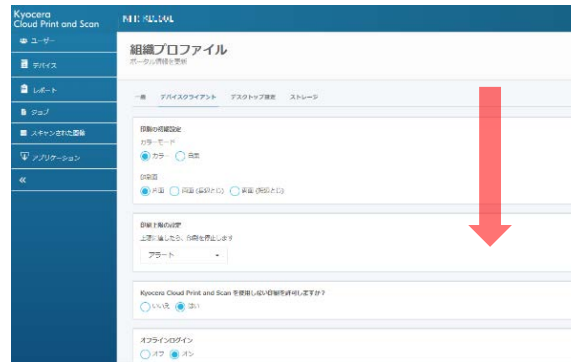 Kyocera
Cloud Print and Scan
ユーザー
デバイス
レポート
ジョブ
スキャンされた画像
アプリケーション
«
組織プロファイル
ポータル情報を更新
一般 デバイスクライアント デスクトップ設定 ストレージ
印刷の初期設定
カラーモード
カラー 白黒
印刷面
片面 両面 (長辺とじ) 両面 (短辺とじ)
印刷上限の設定
上限に達したら、印刷を停止します
アラート
Kyocera Cloud Print and Scan を使用しない印刷を許可しますか?
いいえ はい
オフラインログイン
オフ オン